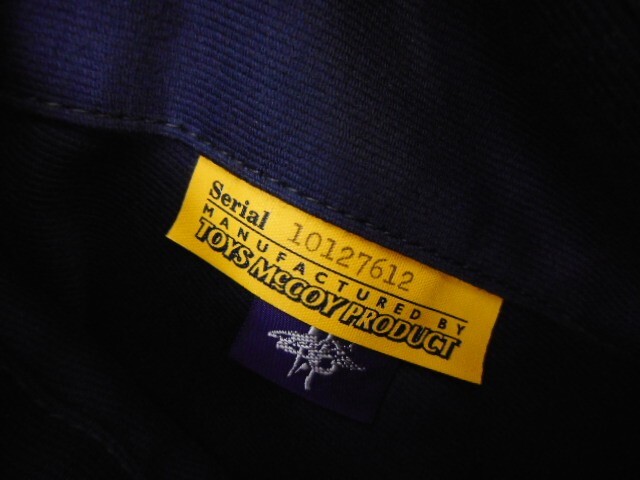 Serial 10127612
MANUFACTURED BY
TOYS McCOY PRODUCT